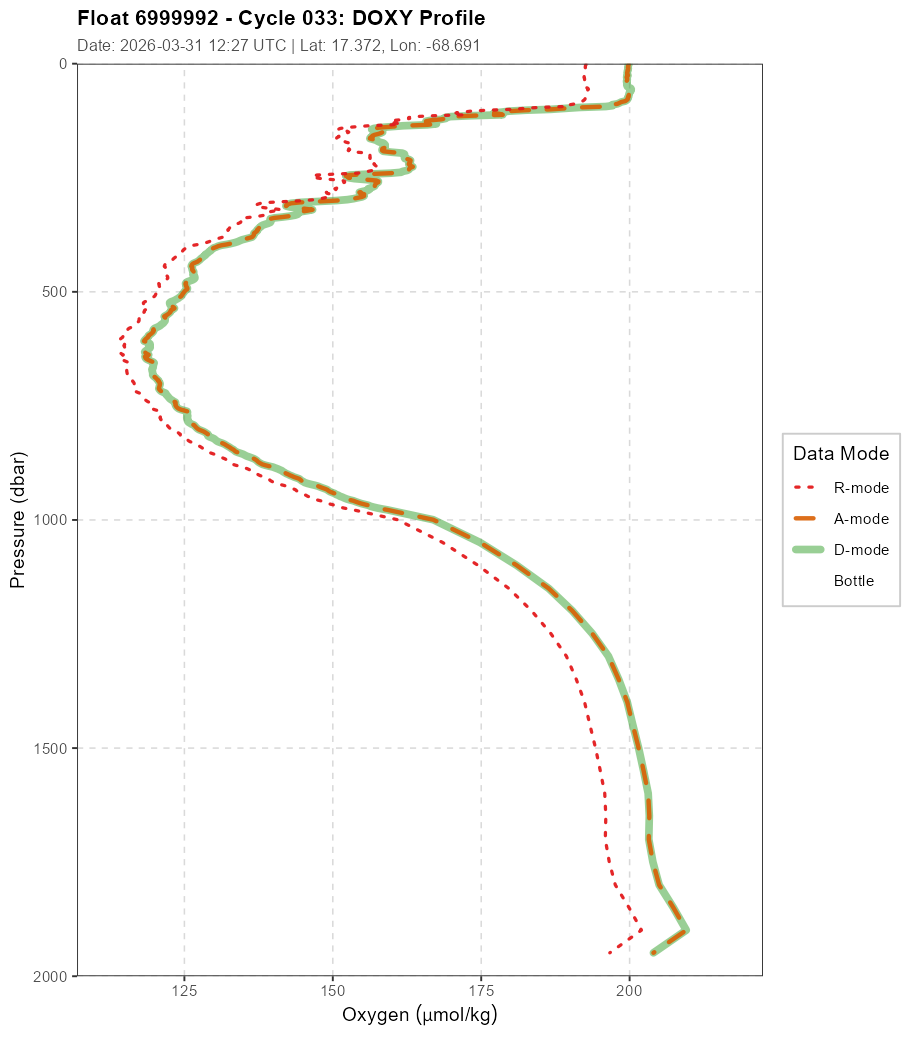 Float 6999992 - Cycle 033: DOXY Profile
Date: 2026-03-31 12:27 UTC | Lat: 17.372, Lon: -68.691
0
500
1000
1500
2000
Pressure (dbar)
125
150
175
200
Oxygen (μmol/kg)
Data Mode
R-mode
A-mode
D-mode
Bottle